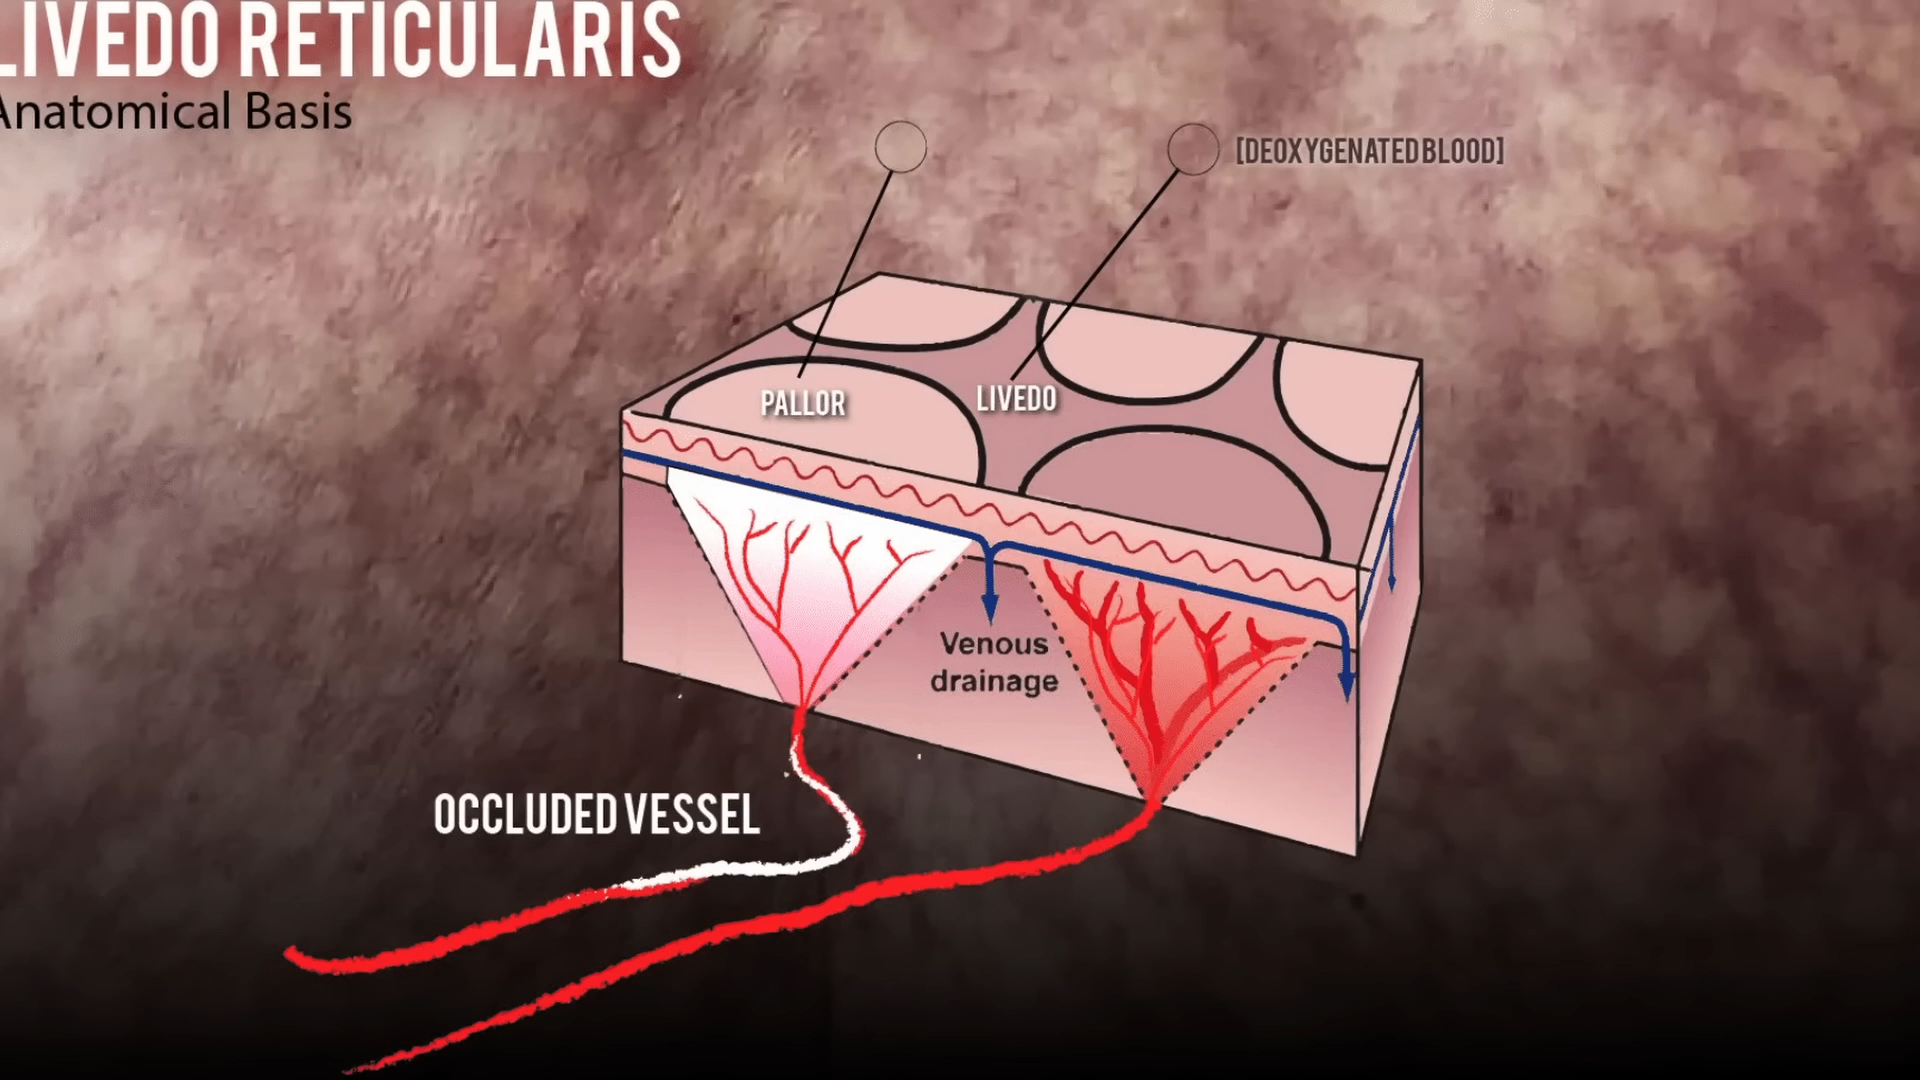 LIVEDO RETICULARIS
Anatomical Basis
[DEOXYGENATED BLOOD]
PALLOR
LIVEDO
Venous
drainage
OCCLUDED VESSEL